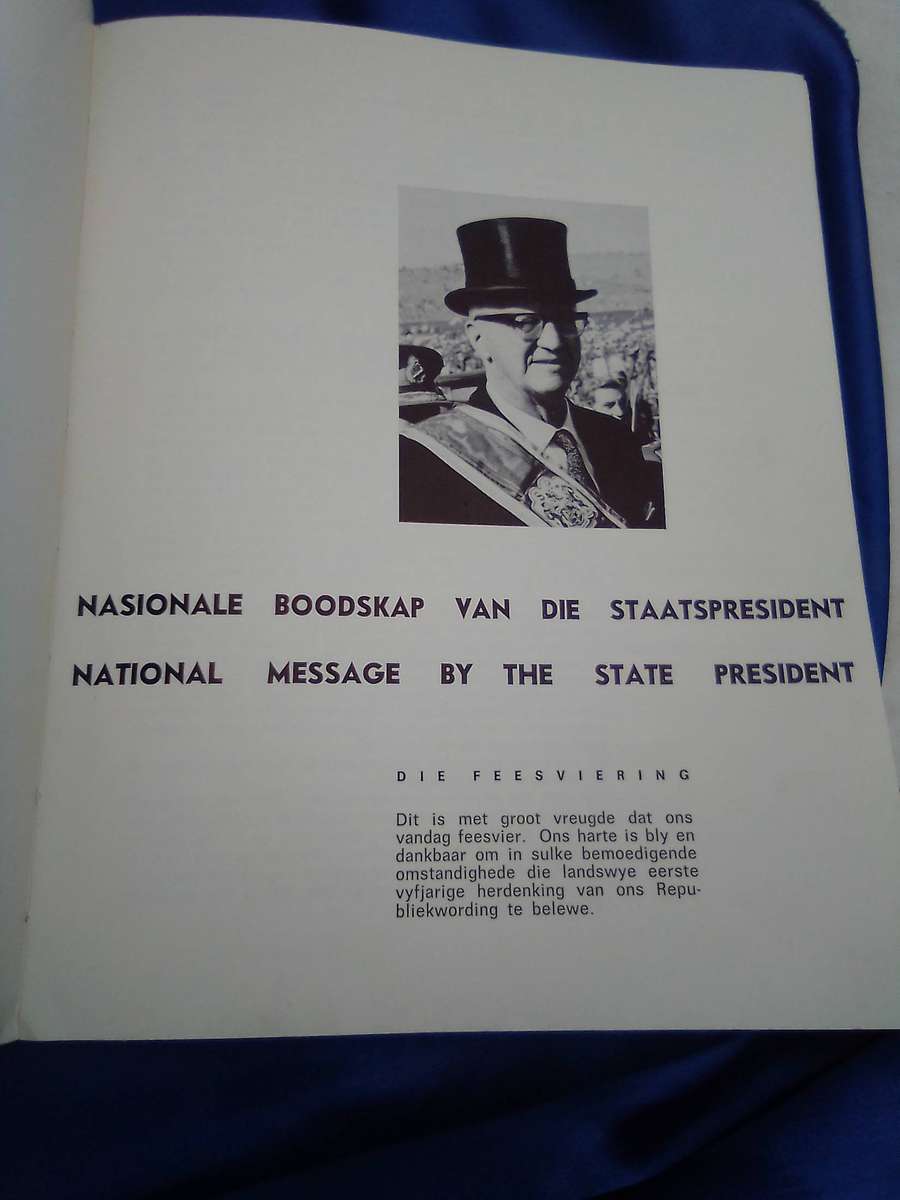 NASIONALE BOODSKAP VAN DIE STAATSPRESIDENT
NATIONAL MESSAGE BY THE STATE PRESIDENT
DIE FEESVIERING
Dit is met groot vreugde dat ons
vandag feesvier. Ons harte is bly en
dankbaar om in sulke bemoedigende
omstandighede die landswye eerste
vyfjarige herdenking van ons Repu-
bliekwording te belewe.